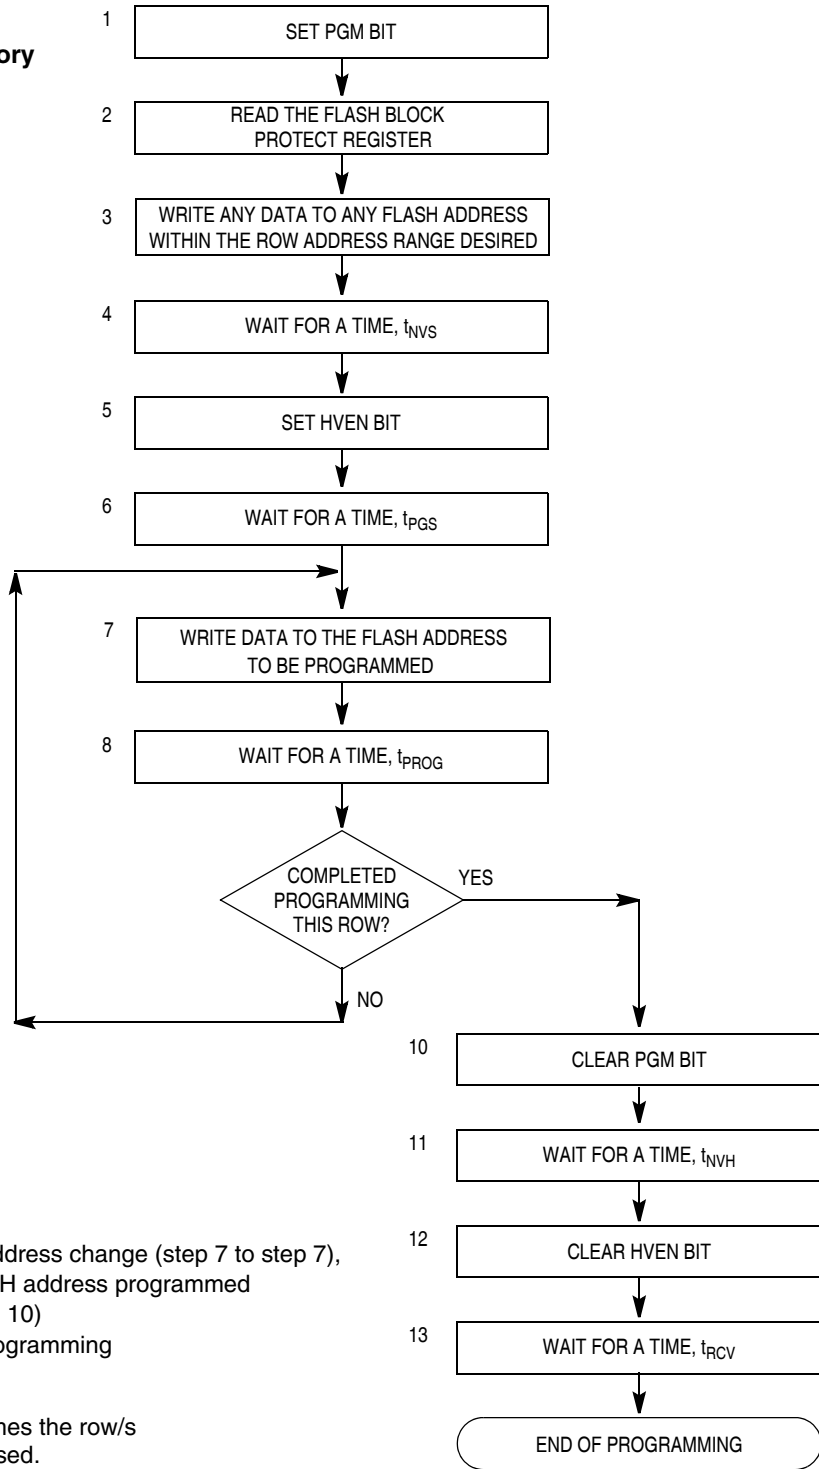 1
SET PGM BIT
ory
2
READ THE FLASH BLOCK
PROTECT REGISTER
3
WRITE ANY DATA TO ANY FLASH ADDRESS
WITHIN THE ROW ADDRESS RANGE DESIRED
4
WAIT FOR A TIME, tNVS
5
SET HVEN BIT
6
WAIT FOR A TIME, tPGS
7
WRITE DATA TO THE FLASH ADDRESS
TO BE PROGRAMMED
8
WAIT FOR A TIME, tPROG
COMPLETED
PROGRAMMING
THIS ROW?
YES
NO
10
CLEAR PGM BIT
11
WAIT FOR A TIME, tNVH
12
CLEAR HVEN BIT
13
WAIT FOR A TIME, tRCV
END OF PROGRAMMING
ddress change (step 7 to step 7),
H address programmed
10)
ogramming
nes the row/s
sed.